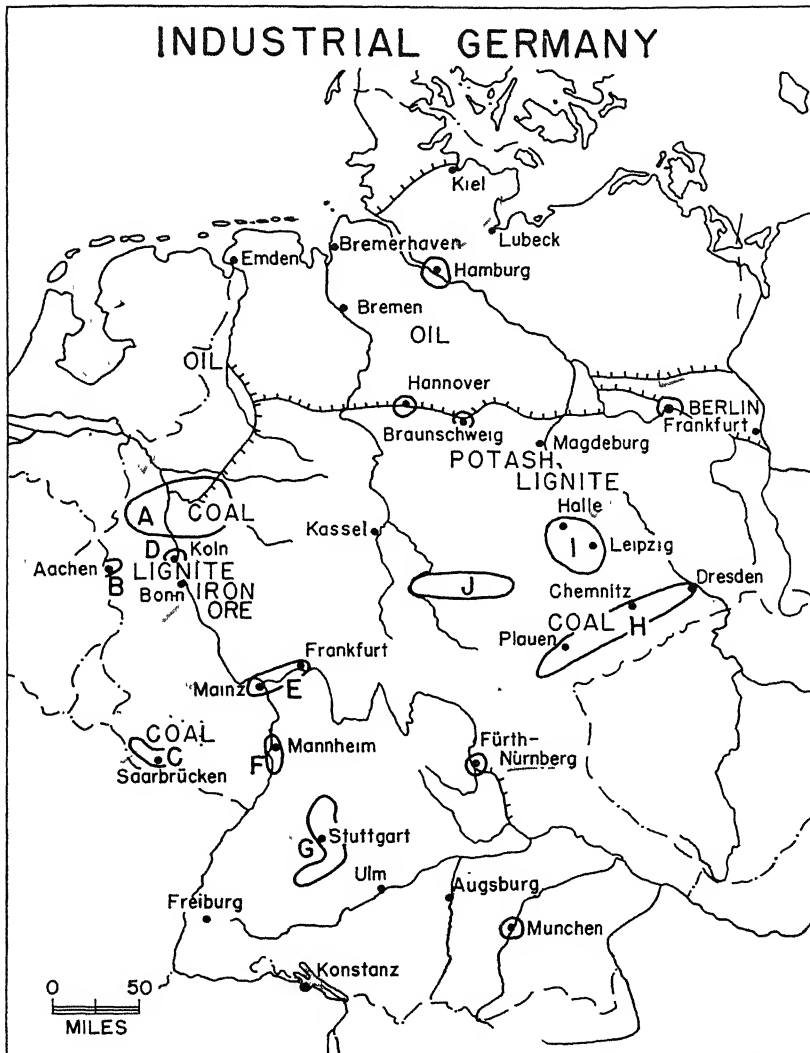 INDUSTRIAL GERMANY
Kiel
Lubeck
Bremerhaven
Emden
Hamburg
Bremen
OIL
OIL
Hannover
BERLIN
Frankfurt
Braunschweig
Magdeburg
POTASH
LIGNITE
A COAL
Halle
Kassel
D Koln
I Leipzig
Aachen
B LIGNITE
Bonn IRON
ORE
J
Dresden
Chemnitz
COAL H
Plauen
Frankfurt
Mainz E
COAL
C
Saarbrücken
Mannheim
F
Fürth-
Nürnberg
Stuttgart
G
Ulm
Augsburg
Freiburg
Munchen
Konstanz
0 50
MILES